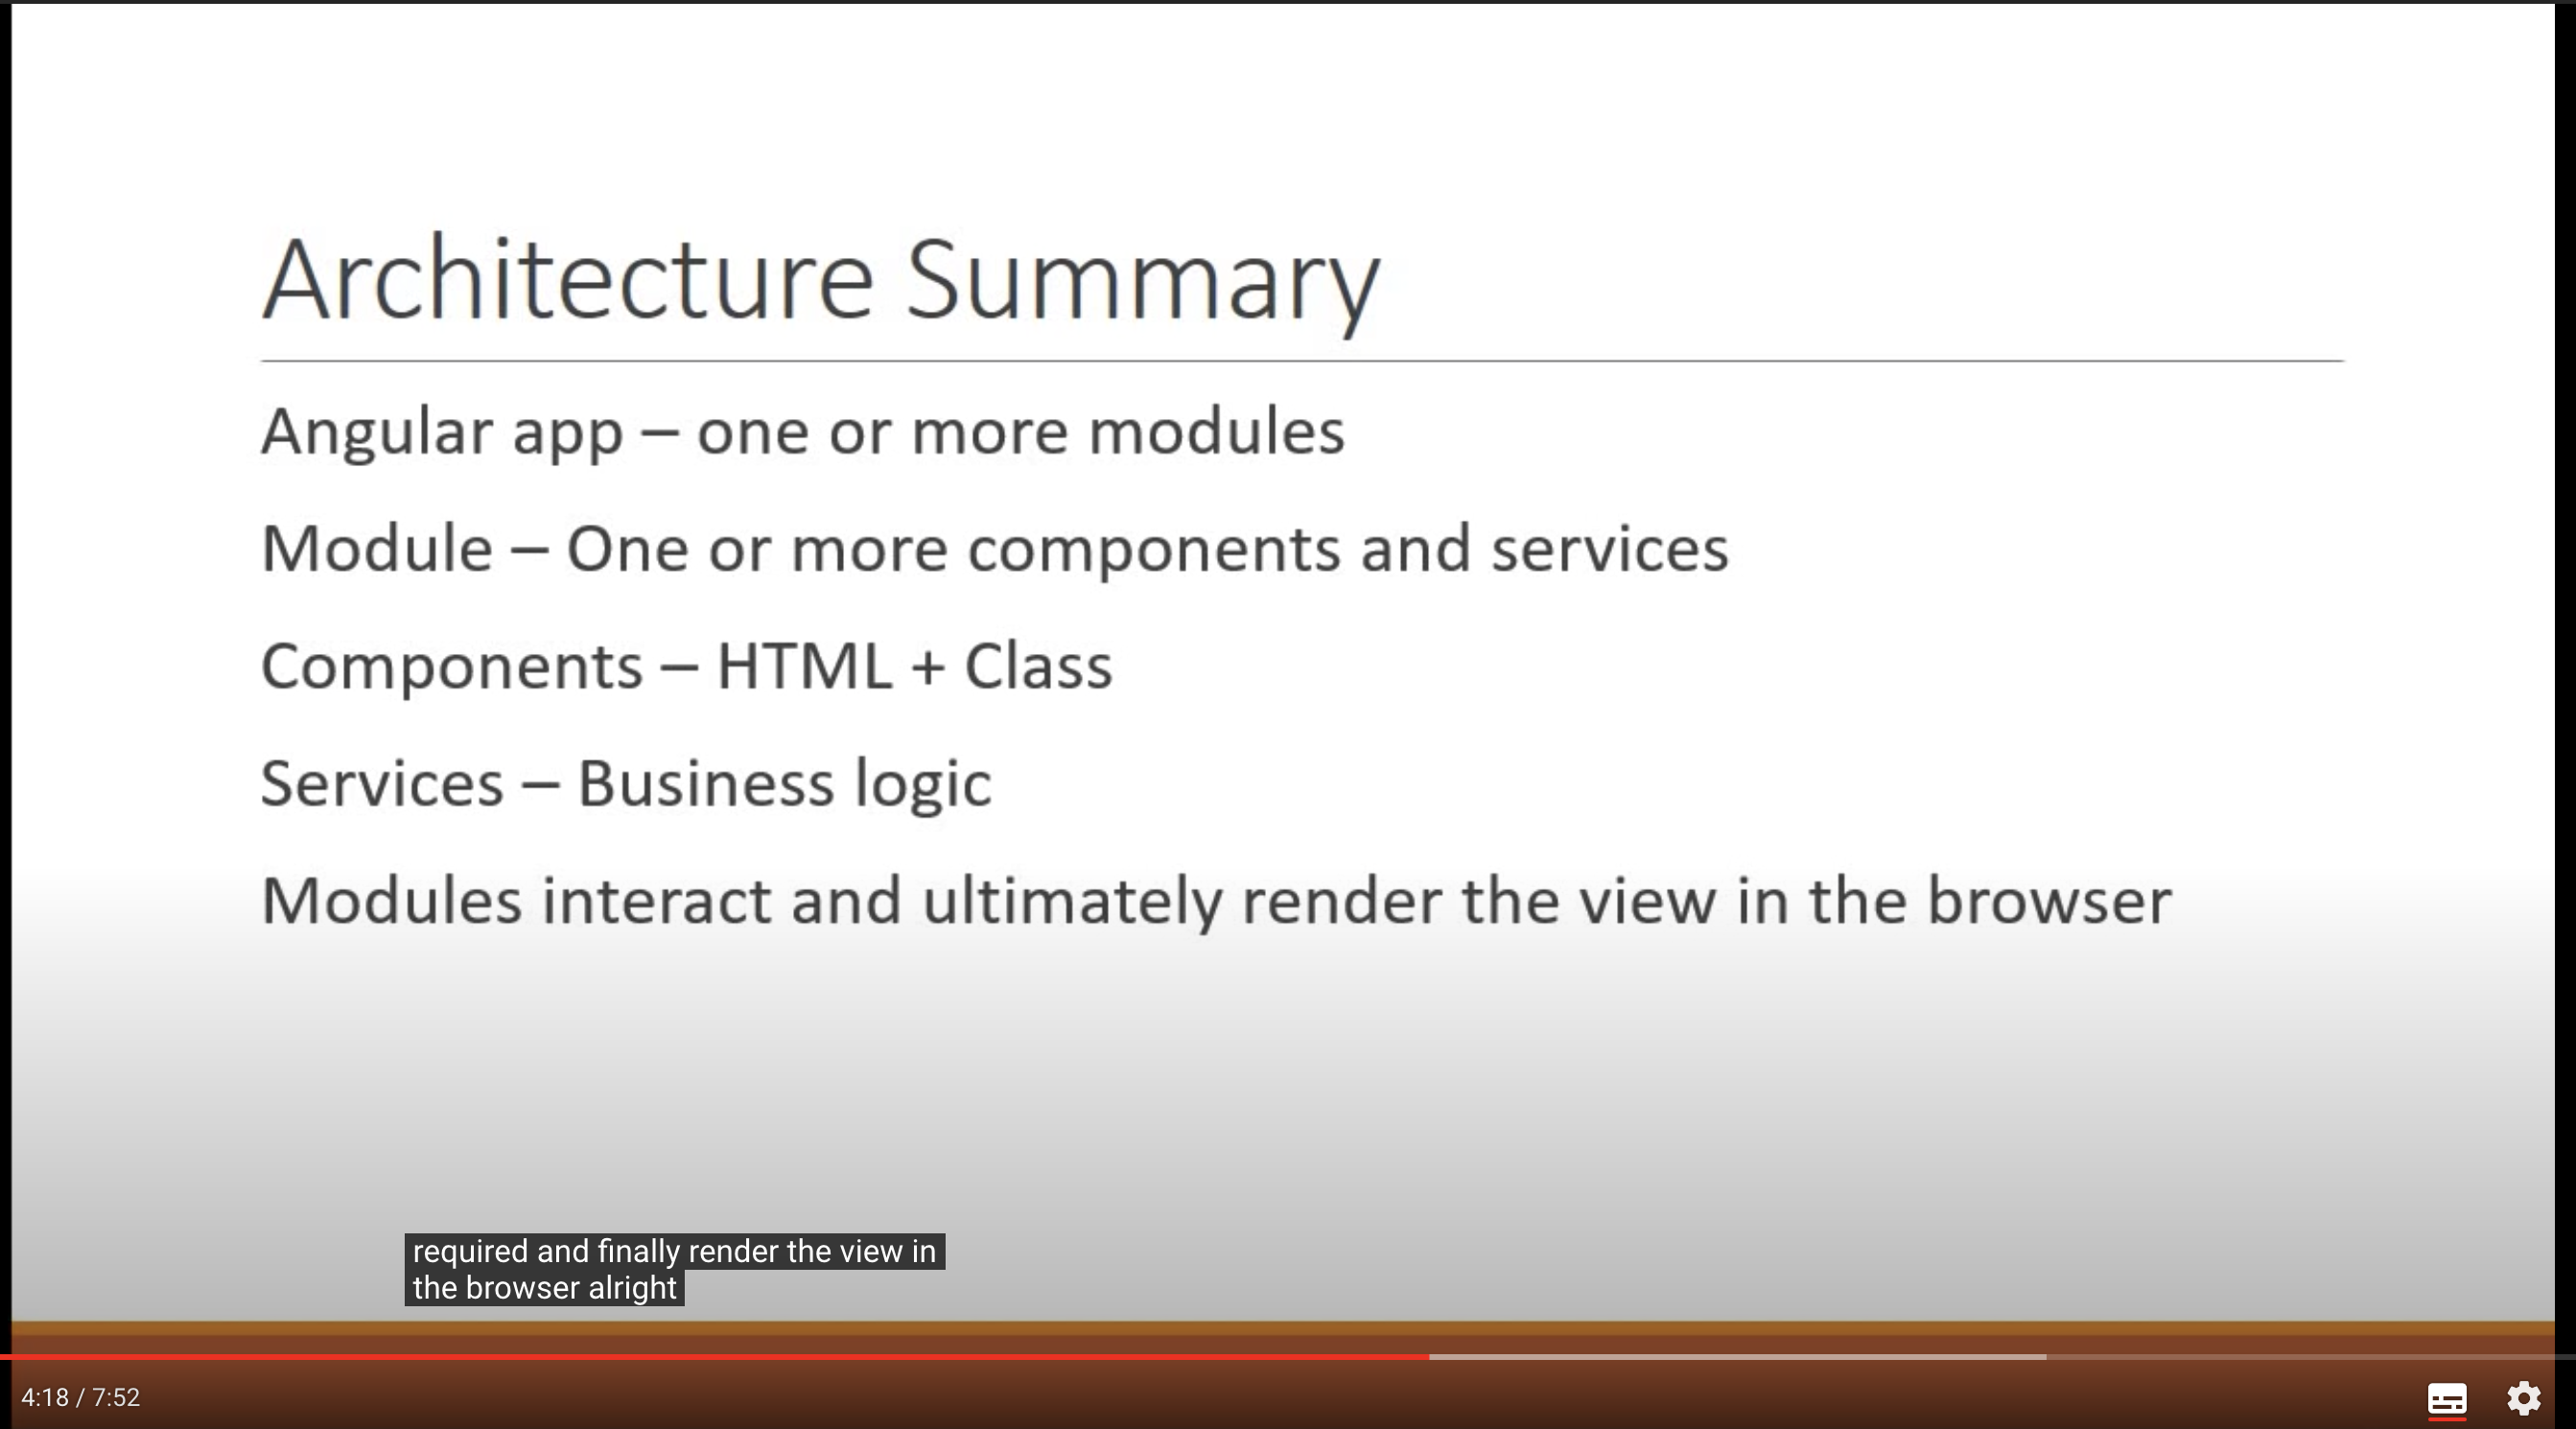 Architecture Summary
Angular app – one or more modules
Module – One or more components and services
Components – HTML + Class
Services – Business logic
Modules interact and ultimately render the view in the browser
required and finally render the view in
the browser alright
4:18 / 7:52